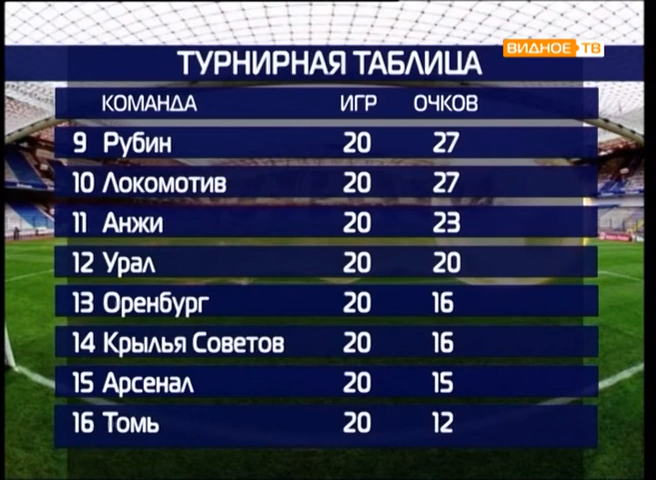 ВИДНОЕ ТВ
ТУРНИРНАЯ ТАБЛИЦА
КОМАНДА ИГР ОЧКОВ
9 Рубин 20 27
10 Локомотив 20 27
11 Анжи 20 23
12 Урал 20 20
13 Оренбург 20 16
14 Крылья Советов 20 16
15 Арсенал 20 15
16 Томь 20 12